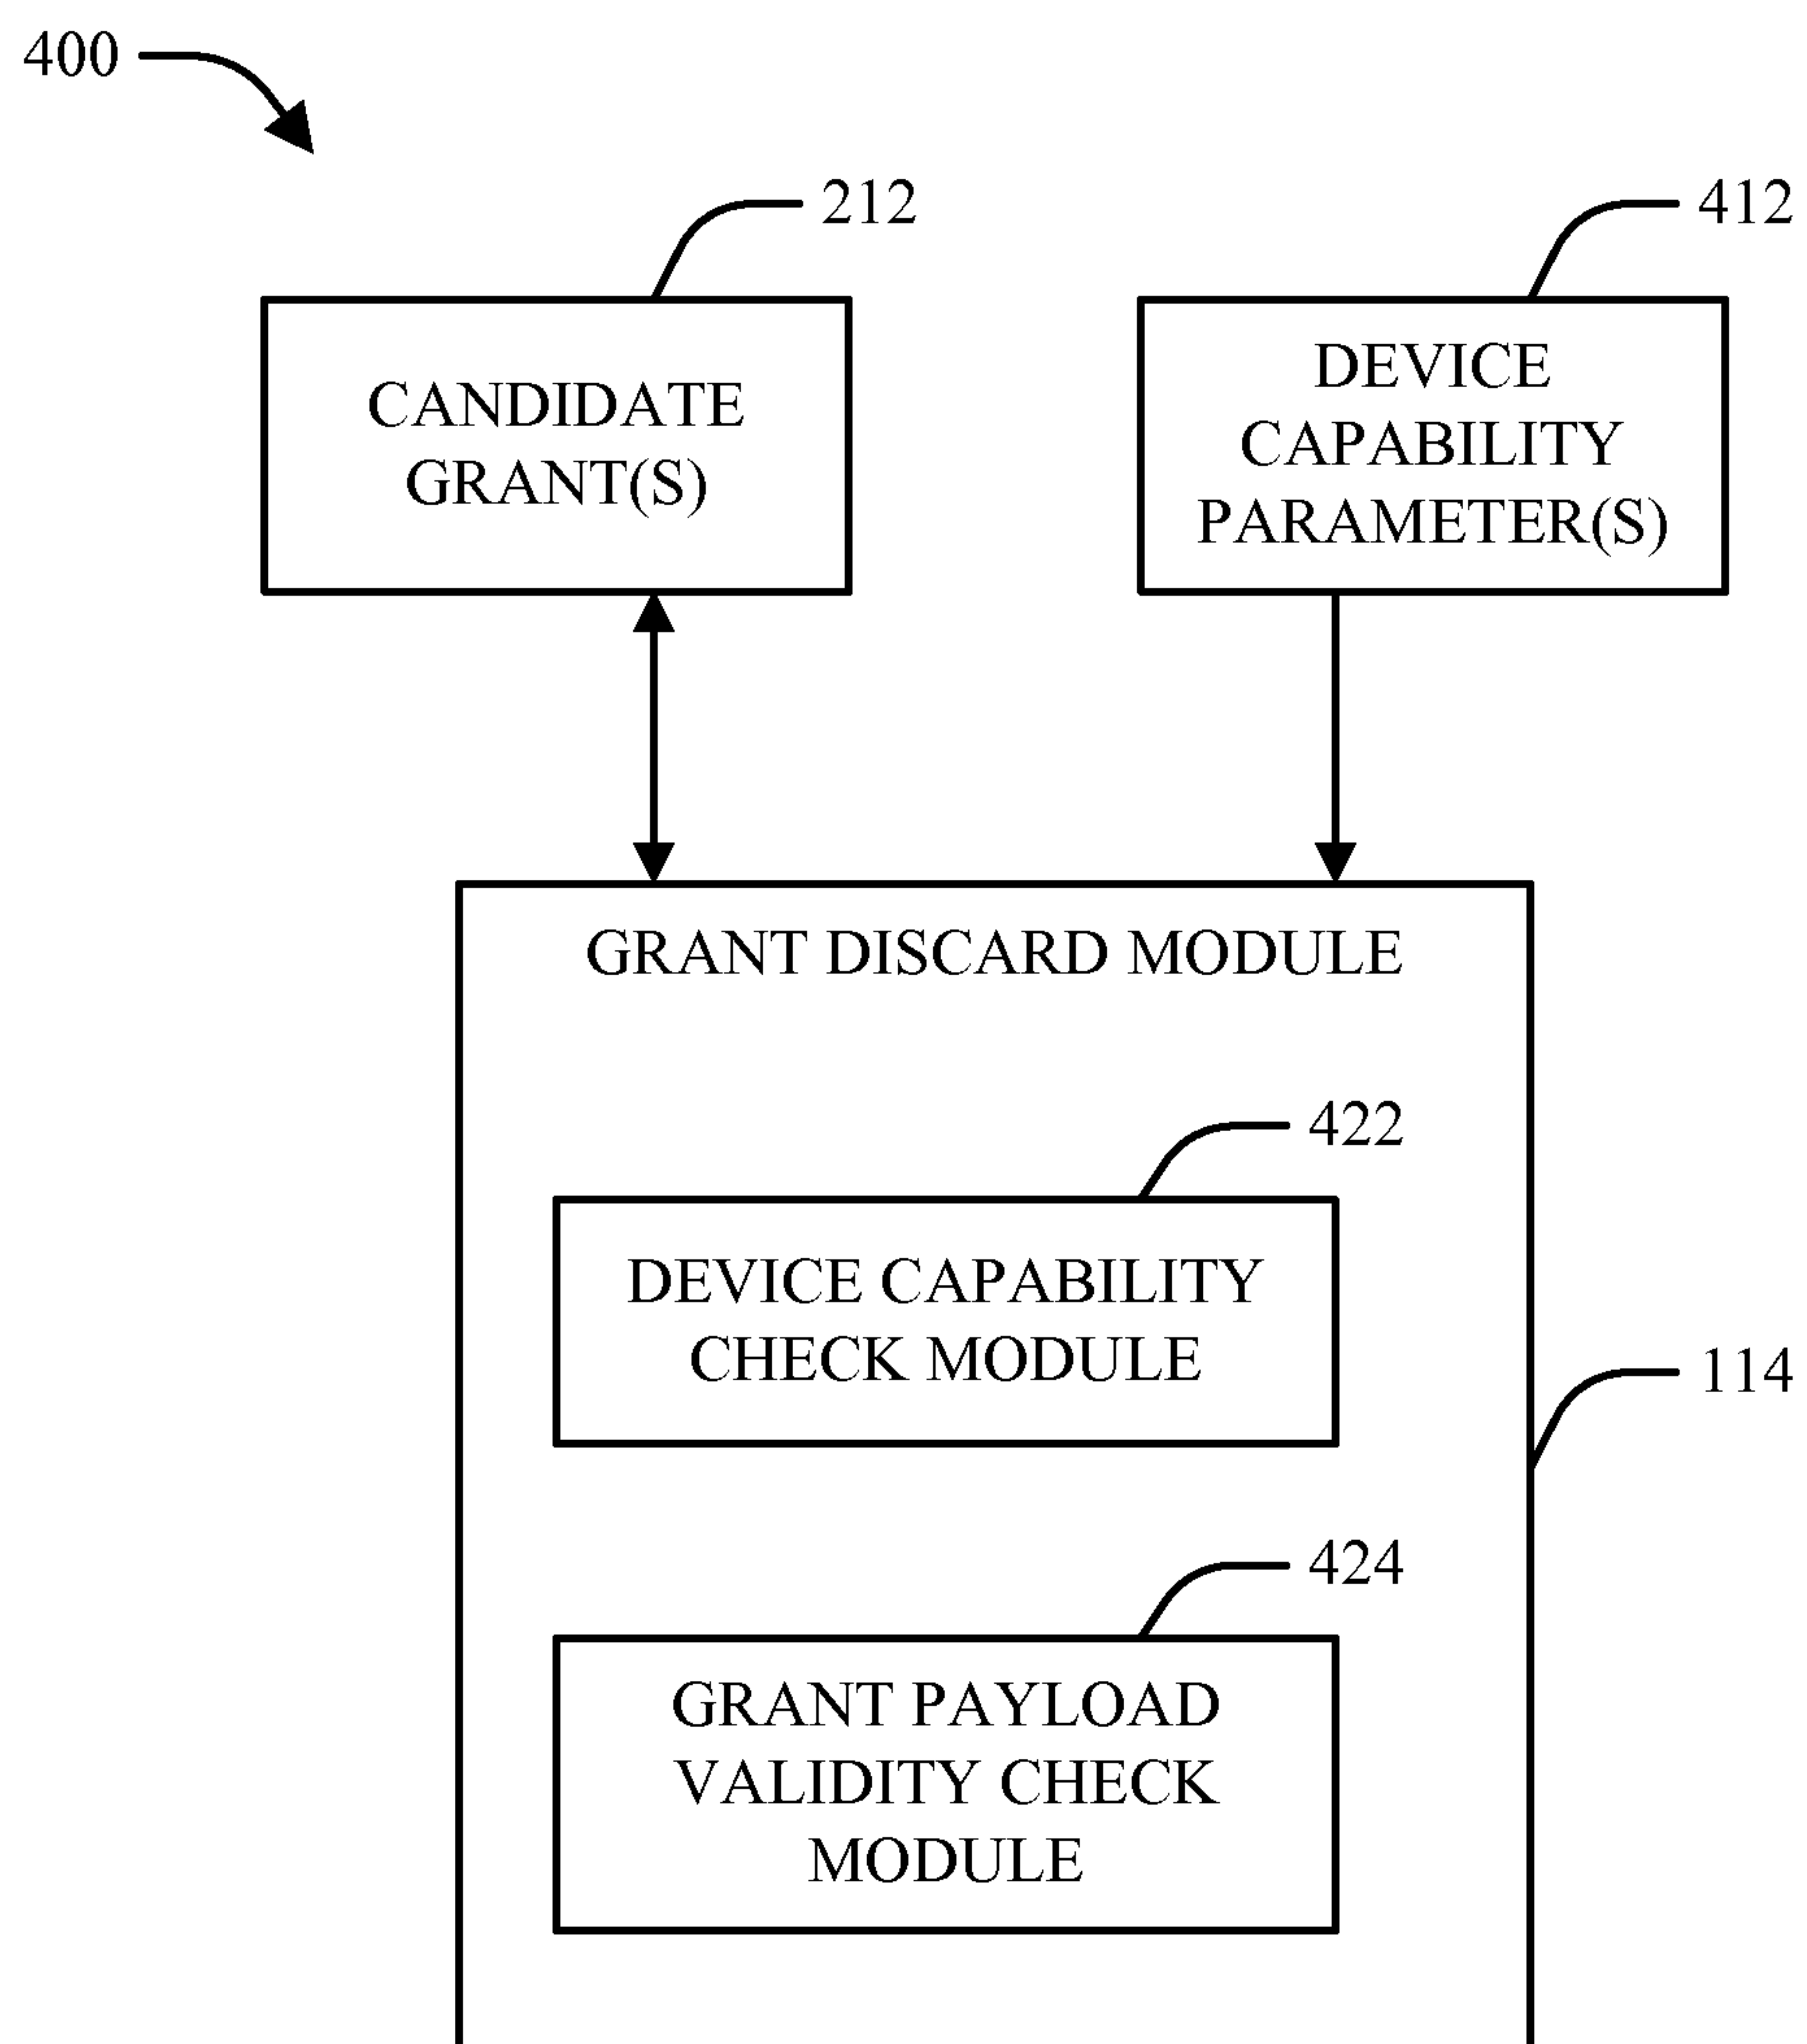 400
212
412
CANDIDATE
GRANT(S)
DEVICE
CAPABILITY
PARAMETER(S)
GRANT DISCARD MODULE
422
DEVICE CAPABILITY
CHECK MODULE
114
424
GRANT PAYLOAD
VALIDITY CHECK
MODULE